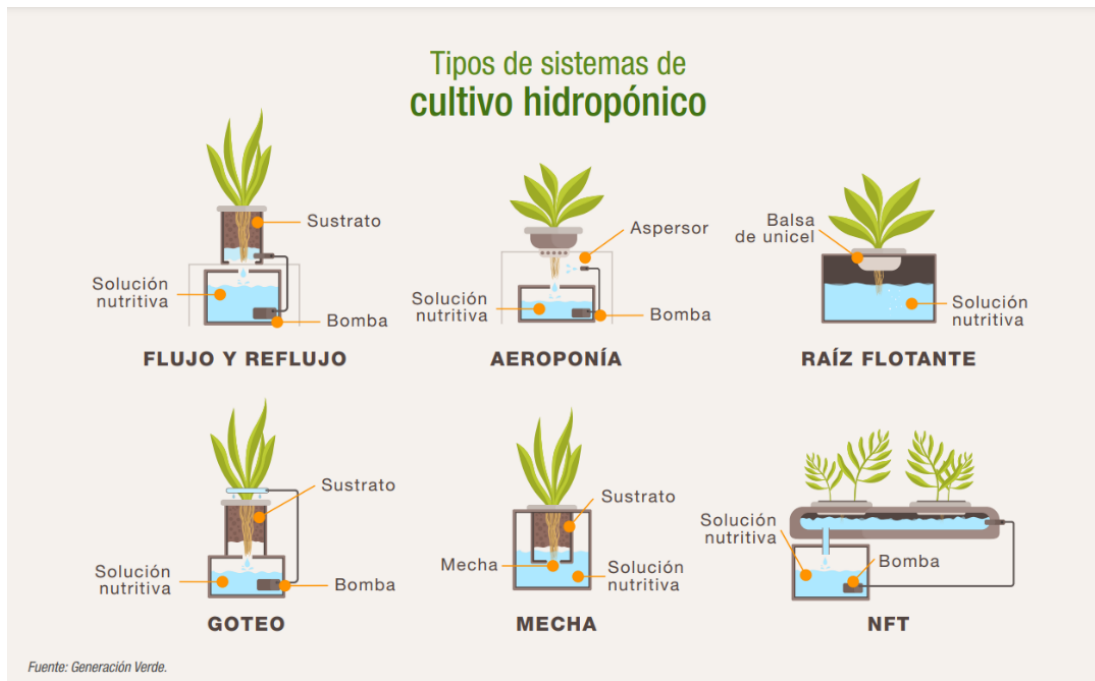 Tipos de sistemas de
cultivo hidropónico
Sustrato
Solución
nutritiva
Bomba
FLUJO Y REFLUJO
Aspersor
Solución
nutritiva
Bomba
AEROPONÍA
Balsa
de unicel
Solución
nutritiva
RAÍZ FLOTANTE
Sustrato
Solución
nutritiva
Bomba
GOTEO
Sustrato
Mecha
Solución
nutritiva
MECHA
Solución
nutritiva
Bomba
NFT
Fuente: Generación Verde.